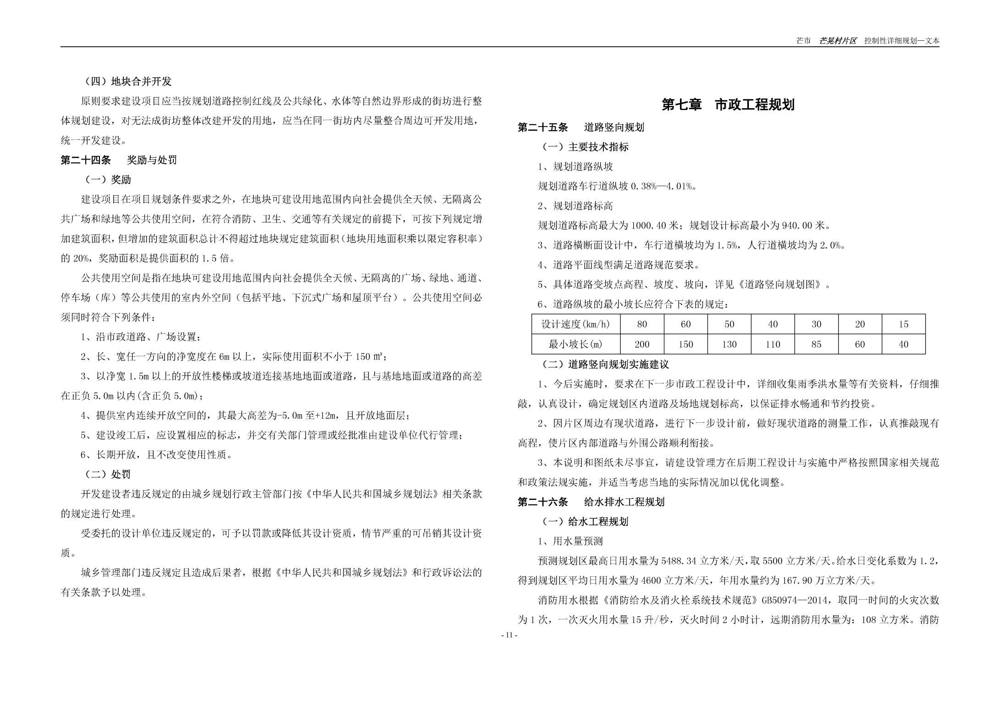 芒市 芒晃村片区 控制性详细规划—文本
（四）地块合并开发
原则要求建设项目应当按规划道路控制红线及公共绿化、水体等自然边界形成的街坊进行整
体规划建设，对无法成街坊整体改建开发的用地，应当在同一街坊内尽量整合周边可开发用地，
统一开发建设。
第二十四条 奖励与处罚
（一）奖励
建设项目在项目规划条件要求之外，在地块可建设用地范围内向社会提供全天候、无隔离公
共广场和绿地等公共使用空间，在符合消防、卫生、交通等有关规定的前提下，可按下列规定增
加建筑面积，但增加的建筑面积总计不得超过地块规定建筑面积（地块用地面积乘以限定容积率）
的 20%，奖励面积是提供面积的 1.5 倍。
公共使用空间是指在地块可建设用地范围内向社会提供全天候、无隔离的广场、绿地、通道、
停车场（库）等公共使用的室内外空间（包括平地、下沉式广场和屋顶平台）。公共使用空间必
须同时符合下列条件：
1、沿市政道路、广场设置；
2、长、宽任一方向的净宽度在 6m 以上，实际使用面积不小于 150 ㎡；
3、以净宽 1.5m 以上的开放性楼梯或坡道连接基地地面或道路，且与基地地面或道路的高差
在正负 5.0m 以内(含正负 5.0m)；
4、提供室内连续开放空间的，其最大高差为-5.0m 至+12m，且开放地面层；
5、建设竣工后，应设置相应的标志，并交有关部门管理或经批准由建设单位代行管理；
6、长期开放，且不改变使用性质。
（二）处罚
开发建设者违反规定的由城乡规划行政主管部门按《中华人民共和国城乡规划法》相关条款
的规定进行处理。
受委托的设计单位违反规定的，可予以罚款或降低其设计资质，情节严重的可吊销其设计资
质。
城乡管理部门违反规定且造成后果者，根据《中华人民共和国城乡规划法》和行政诉讼法的
有关条款予以处理。
第七章 市政工程规划
第二十五条 道路竖向规划
（一）主要技术指标
1、规划道路纵坡
规划道路车行道纵坡 0.38%—4.01%。
2、规划道路标高
规划道路标高最大为 1000.40 米；规划设计标高最小为 940.00 米。
3、道路横断面设计中，车行道横坡均为 1.5%，人行道横坡均为 2.0%。
4、道路平面线型满足道路规范要求。
5、具体道路变坡点高程、坡度、坡向，详见《道路竖向规划图》。
6、道路纵坡的最小坡长应符合下表的规定：
设计速度(km/h) 80 60 50 40 30 20 15
最小坡长(m) 200 150 130 110 85 60 40
（二）道路竖向规划实施建议
1、今后实施时，要求在下一步市政工程设计中，详细收集雨季洪水量等有关资料，仔细推
敲，认真设计，确定规划区内道路及场地规划标高，以保证排水畅通和节约投资。
2、因片区周边有现状道路，进行下一步设计前，做好现状道路的测量工作，认真推敲现有
高程，使片区内部道路与外围公路顺利衔接。
3、本说明和图纸未尽事宜，请建设管理方在后期工程设计与实施中严格按照国家相关规范
和政策法规实施，并适当考虑当地的实际情况加以优化调整。
第二十六条 给水排水工程规划
（一）给水工程规划
1、用水量预测
预测规划区最高日用水量为 5488.34 立方米/天，取 5500 立方米/天。给水日变化系数为 1.2，
得到规划区平均日用水量为 4600 立方米/天，年用水量约为 167.90 万立方米/天。
消防用水根据《消防给水及消火栓系统技术规范》GB50974—2014，取同一时间的火灾次数
为 1 次，一次灭火用水量 15 升/秒，灭火时间 2 小时计，远期消防用水量为：108 立方米。消防
- 11 -